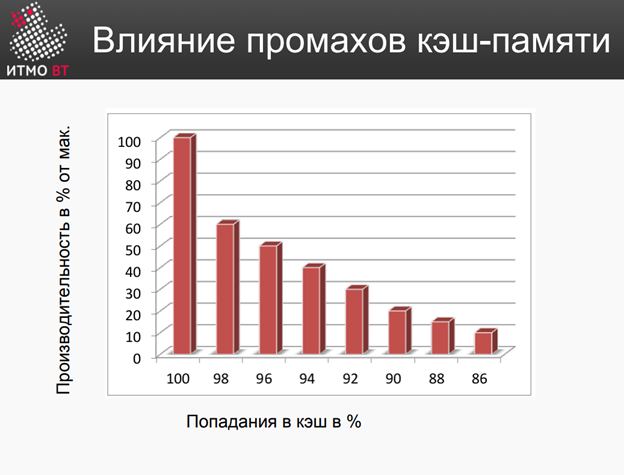 Влияние промахов кэш-памяти
ИТМО ВТ
Производительность в % от мак.
100
90
80
70
60
50
40
30
20
10
0
100 98 96 94 92 90 88 86
Попадания в кэш в %